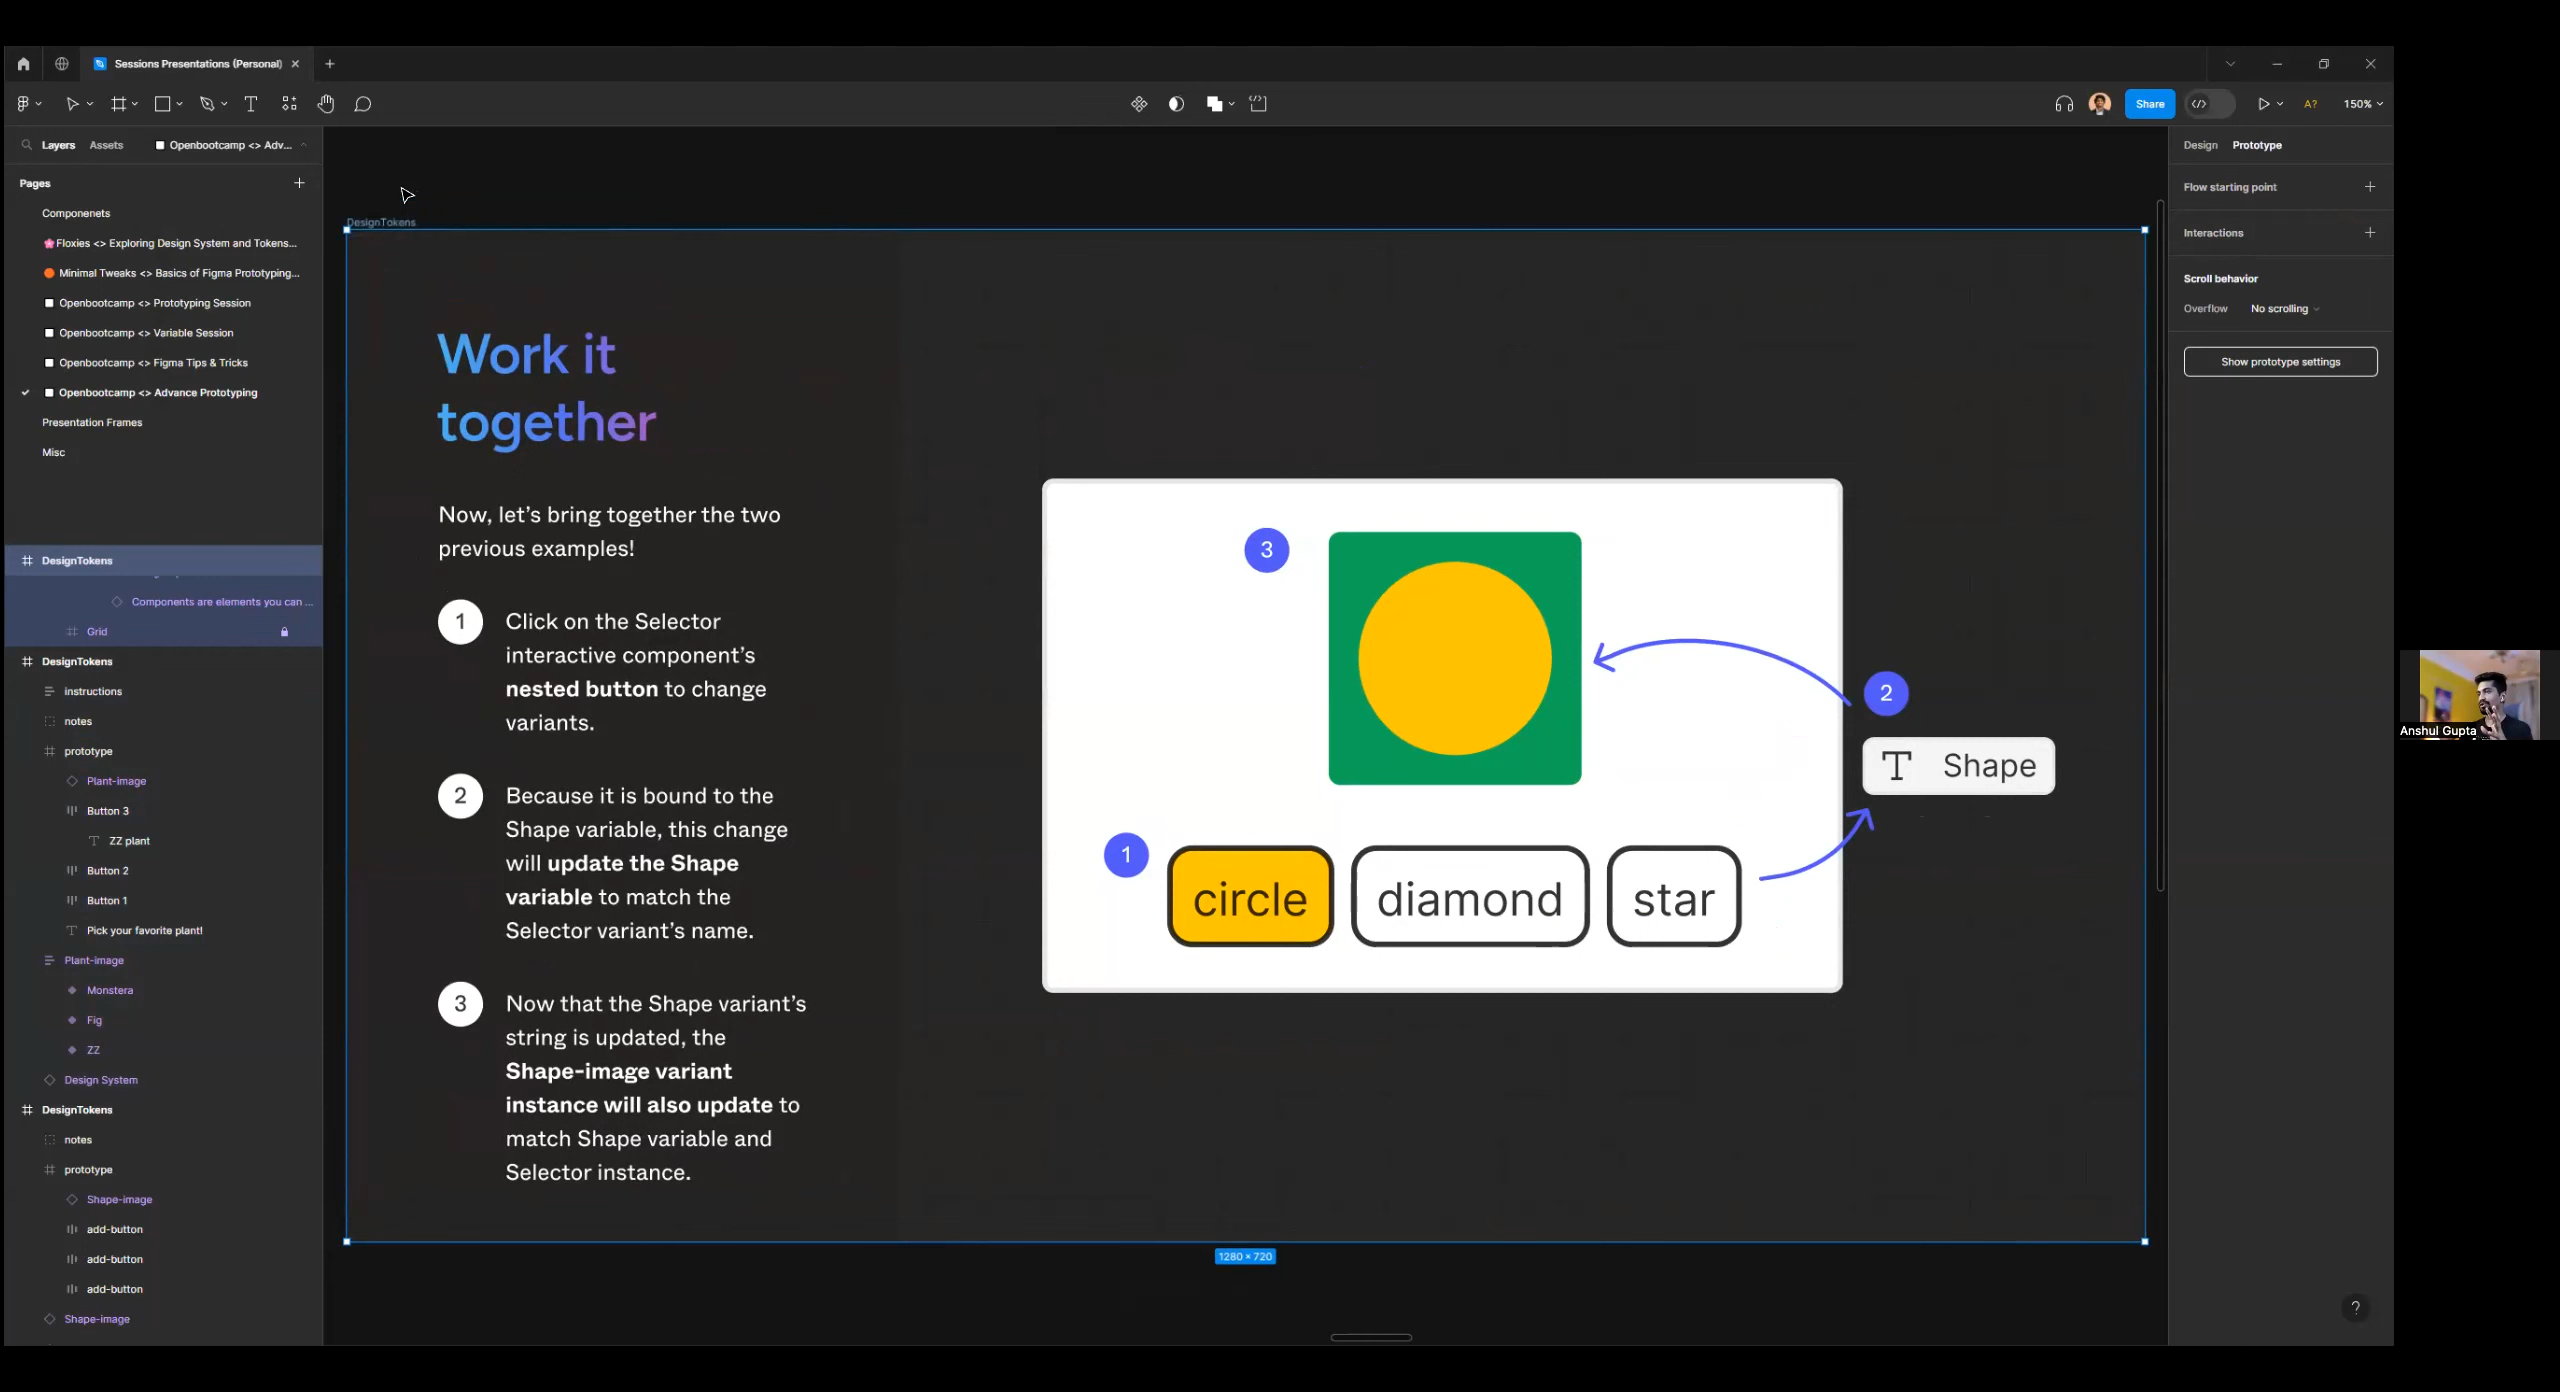 Sessions Presentations (Personal)
Share
A?
150%
Layers
Assets
Openbootcamp <> Adv...
Pages
Componenets
Floxies <> Exploring Design System and Tokens...
Minimal Tweaks <> Basics of Figma Prototyping...
Openbootcamp <> Prototyping Session
Openbootcamp <> Variable Session
Openbootcamp <> Figma Tips & Tricks
Openbootcamp <> Advance Prototyping
Presentation Frames
Misc
DesignTokens
Components are elements you can ...
Grid
DesignTokens
instructions
notes
prototype
Plant-image
Button 3
ZZ plant
Button 2
Button 1
Pick your favorite plant!
Plant-image
Monstera
Fig
ZZ
Design System
DesignTokens
notes
prototype
Shape-image
add-button
add-button
add-button
Shape-image
DesignTokens
Work it
together
Now, let’s bring together the two
previous examples!
1
Click on the Selector
interactive component’s
nested button to change
variants.
2
Because it is bound to the
Shape variable, this change
will update the Shape
variable to match the
Selector variant’s name.
3
Now that the Shape variant’s
string is updated, the
Shape-image variant
instance will also update to
match Shape variable and
Selector instance.
3
2
T Shape
1
circle
diamond
star
1280 × 720
Design
Prototype
Flow starting point
Interactions
Scroll behavior
Overflow
No scrolling
Show prototype settings
?
Anshul Gupta